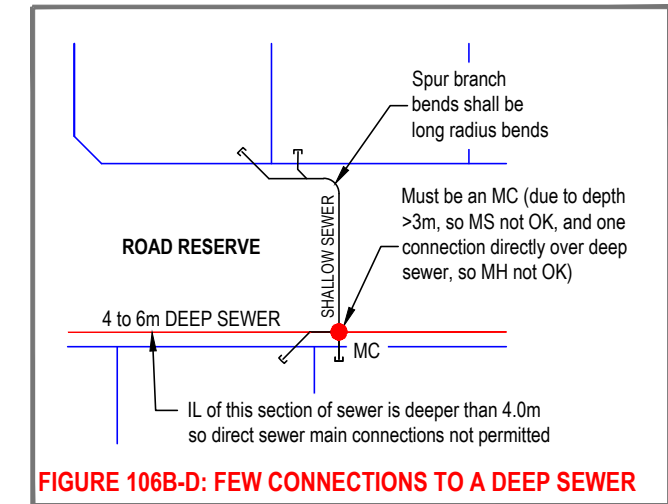 Spur branch
bends shall be
long radius bends
Must be an MC (due to depth
>3m, so MS not OK, and one
connection directly over deep
sewer, so MH not OK)
SHALLOW SEWER
ROAD RESERVE
4 to 6m DEEP SEWER
MC
IL of this section of sewer is deeper than 4.0m
so direct sewer main connections not permitted
FIGURE 106B-D: FEW CONNECTIONS TO A DEEP SEWER